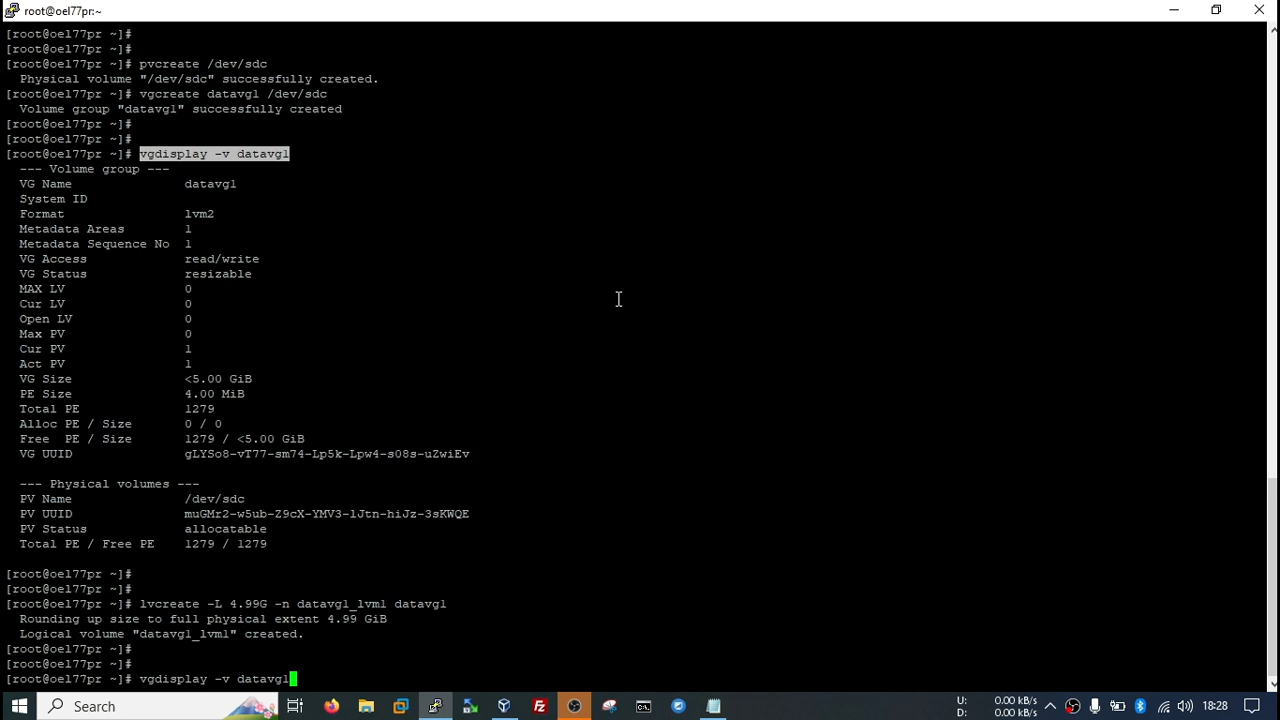 root@oel77pr:~
[root@oel77pr ~]#
[root@oel77pr ~]#
[root@oel77pr ~]# pvcreate /dev/sdc
  Physical volume "/dev/sdc" successfully created.
[root@oel77pr ~]# vgcreate datavg1 /dev/sdc
  Volume group "datavg1" successfully created
[root@oel77pr ~]#
[root@oel77pr ~]#
[root@oel77pr ~]# vgdisplay -v datavg1
  --- Volume group ---
  VG Name               datavg1
  System ID
  Format                lvm2
  Metadata Areas        1
  Metadata Sequence No  1
  VG Access             read/write
  VG Status             resizable
  MAX LV                0
  Cur LV                0
  Open LV               0
  Max PV                0
  Cur PV                1
  Act PV                1
  VG Size               <5.00 GiB
  PE Size               4.00 MiB
  Total PE              1279
  Alloc PE / Size       0 / 0
  Free  PE / Size       1279 / <5.00 GiB
  VG UUID               gLYSo8-vT77-sm74-Lp5k-Lpw4-s08s-uZwiEv
  --- Physical volumes ---
  PV Name               /dev/sdc
  PV UUID               muGMr2-w5ub-Z9cX-YMV3-lJtn-hiJz-3sKWQE
  PV Status             allocatable
  Total PE / Free PE    1279 / 1279
[root@oel77pr ~]#
[root@oel77pr ~]#
[root@oel77pr ~]# lvcreate -L 4.99G -n datavg1_lvm1 datavg1
  Rounding up size to full physical extent 4.99 GiB
  Logical volume "datavg1_lvm1" created.
[root@oel77pr ~]#
[root@oel77pr ~]#
[root@oel77pr ~]# vgdisplay -v datavg1
Search
U: 0.00 kB/s
D: 0.00 kB/s
18:28